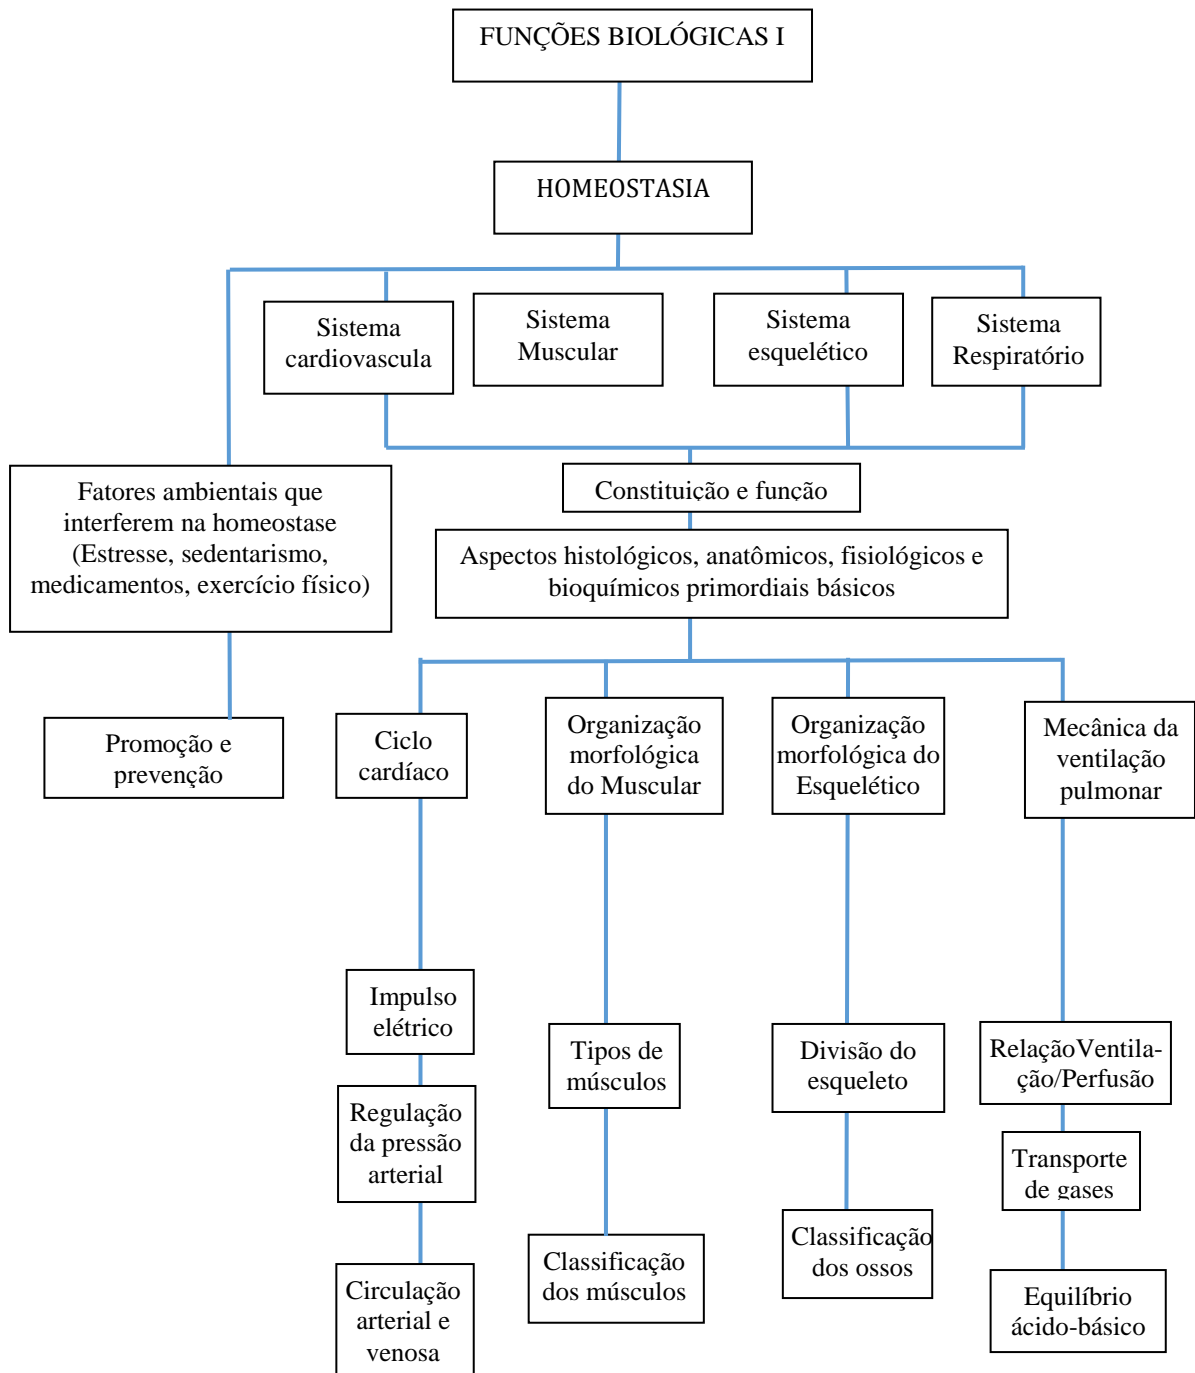 FUNÇÕES BIOLÓGICAS I
HOMEOSTASIA
Sistema
cardiovascula
Sistema
Muscular
Sistema
esquelético
Sistema
Respiratório
Fatores ambientais que
interferem na homeostase
(Estresse, sedentarismo,
medicamentos, exercício físico)
Constituição e função
Aspectos histológicos, anatômicos, fisiológicos e
bioquímicos primordiais básicos
Promoção e
prevenção
Ciclo
cardíaco
Organização
morfológica
do Muscular
Organização
morfológica do
Esquelético
Mecânica da
ventilação
pulmonar
Impulso
elétrico
Tipos de
músculos
Divisão do
esqueleto
RelaçãoVentila-
ção/Perfusão
Regulação
da pressão
arterial
Transporte
de gases
Classificação
dos músculos
Classificação
dos ossos
Circulação
arterial e
venosa
Equilíbrio
ácido-básico